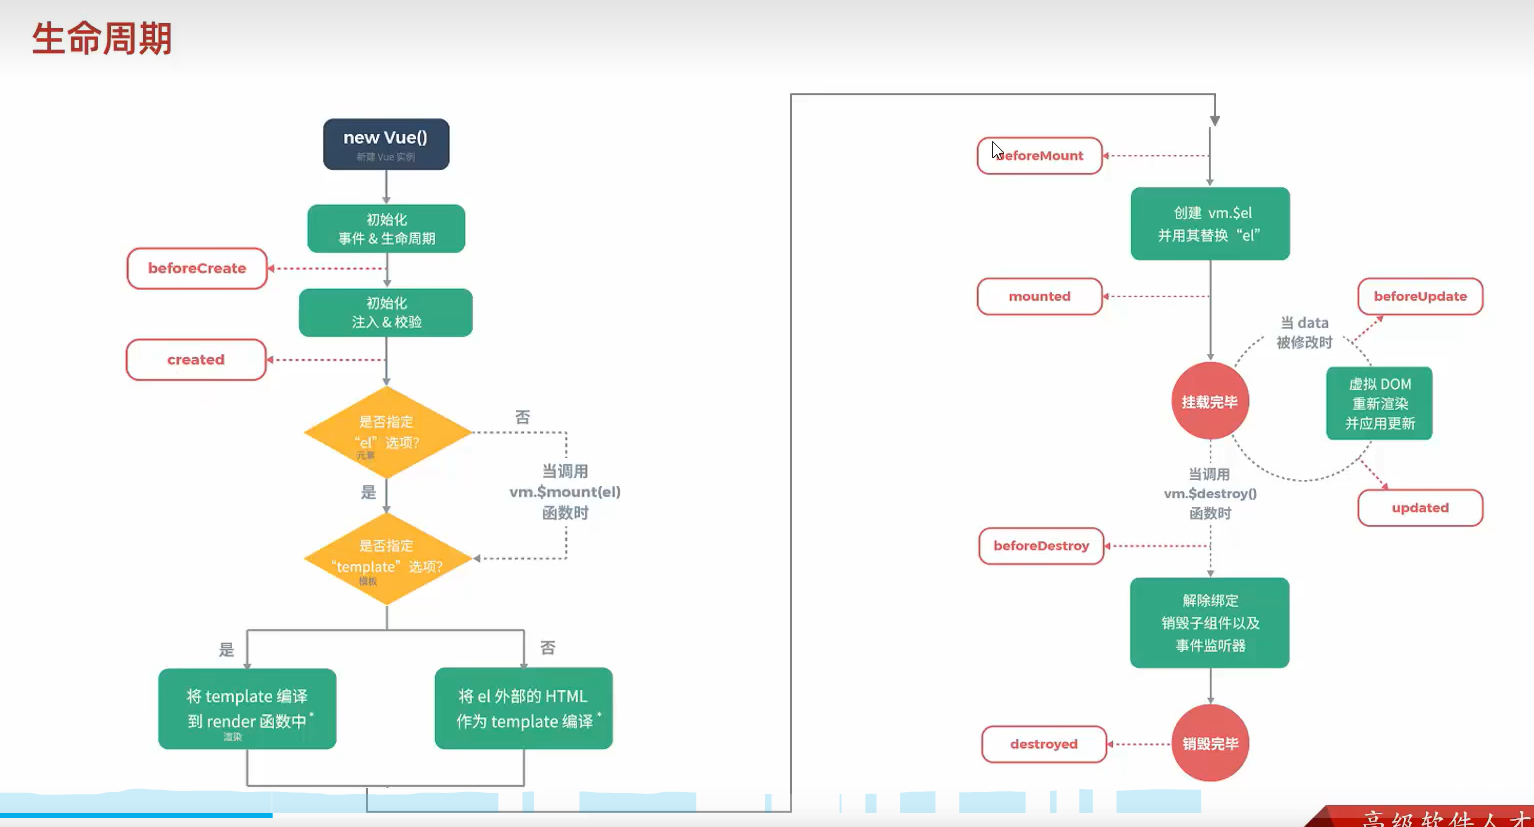 生命周期
new Vue()
新建 Vue 实例
初始化
事件 & 生命周期
beforeCreate
初始化
注入 & 校验
created
是否指定
“el”选项?
元素
否
当调用
vm.$mount(el)
函数时
是
是否指定
“template”选项?
模板
是
否
将 template 编译
到 render 函数中*
渲染
将 el 外部的 HTML
作为 template 编译*
beforeMount
创建 vm.$el
并用其替换“el”
mounted
当 data
被修改时
beforeUpdate
挂载完毕
虚拟 DOM
重新渲染
并应用更新
updated
当调用
vm.$destroy()
函数时
beforeDestroy
解除绑定
销毁子组件以及
事件监听器
destroyed
销毁完毕
高级软件人才